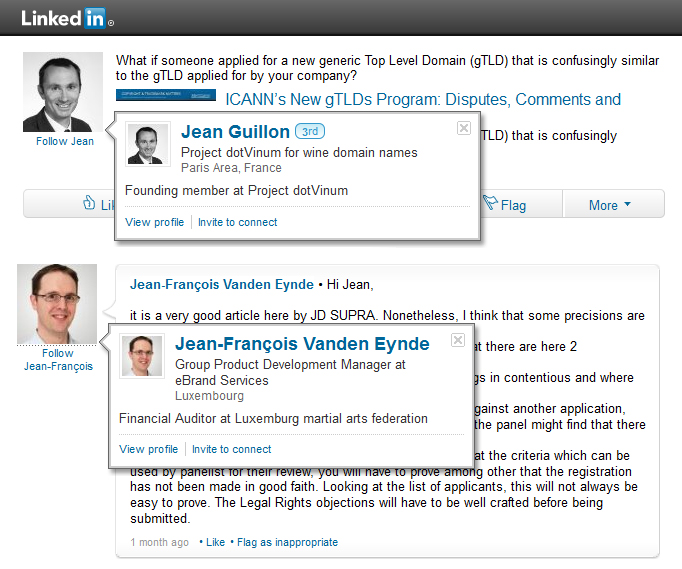 Linked in ®
What if someone applied for a new generic Top Level Domain (gTLD) that is confusingly similar
to the gTLD applied for by your company?
COPYRIGHT & TRADEMARK MATTERS
ICANN's New gTLDs Program: Disputes, Comments and
Follow Jean
TLD) that is confusingly
Jean Guillon 3rd
Project dotVinum for wine domain names
Paris Area, France
Founding member at Project dotVinum
View profile Invite to connect
Li
Flag
More
Jean-François Vanden Eynde • Hi Jean,
it is a very good article here by JD SUPRA. Nonetheless, I think that some precisions are
Follow
Jean-François
at there are here 2
Jean-François Vanden Eynde
Group Product Development Manager at
eBrand Services
Luxembourg
Financial Auditor at Luxemburg martial arts federation
View profile Invite to connect
gs in contentious and where
gainst another application,
the panel might find that there
at the criteria which can be
used by panelist for their review, you will have to prove among other that the registration
has not been made in good faith. Looking at the list of applicants, this will not always be
easy to prove. The Legal Rights objections will have to be well crafted before being
submitted.
1 month ago • Like • Flag as inappropriate